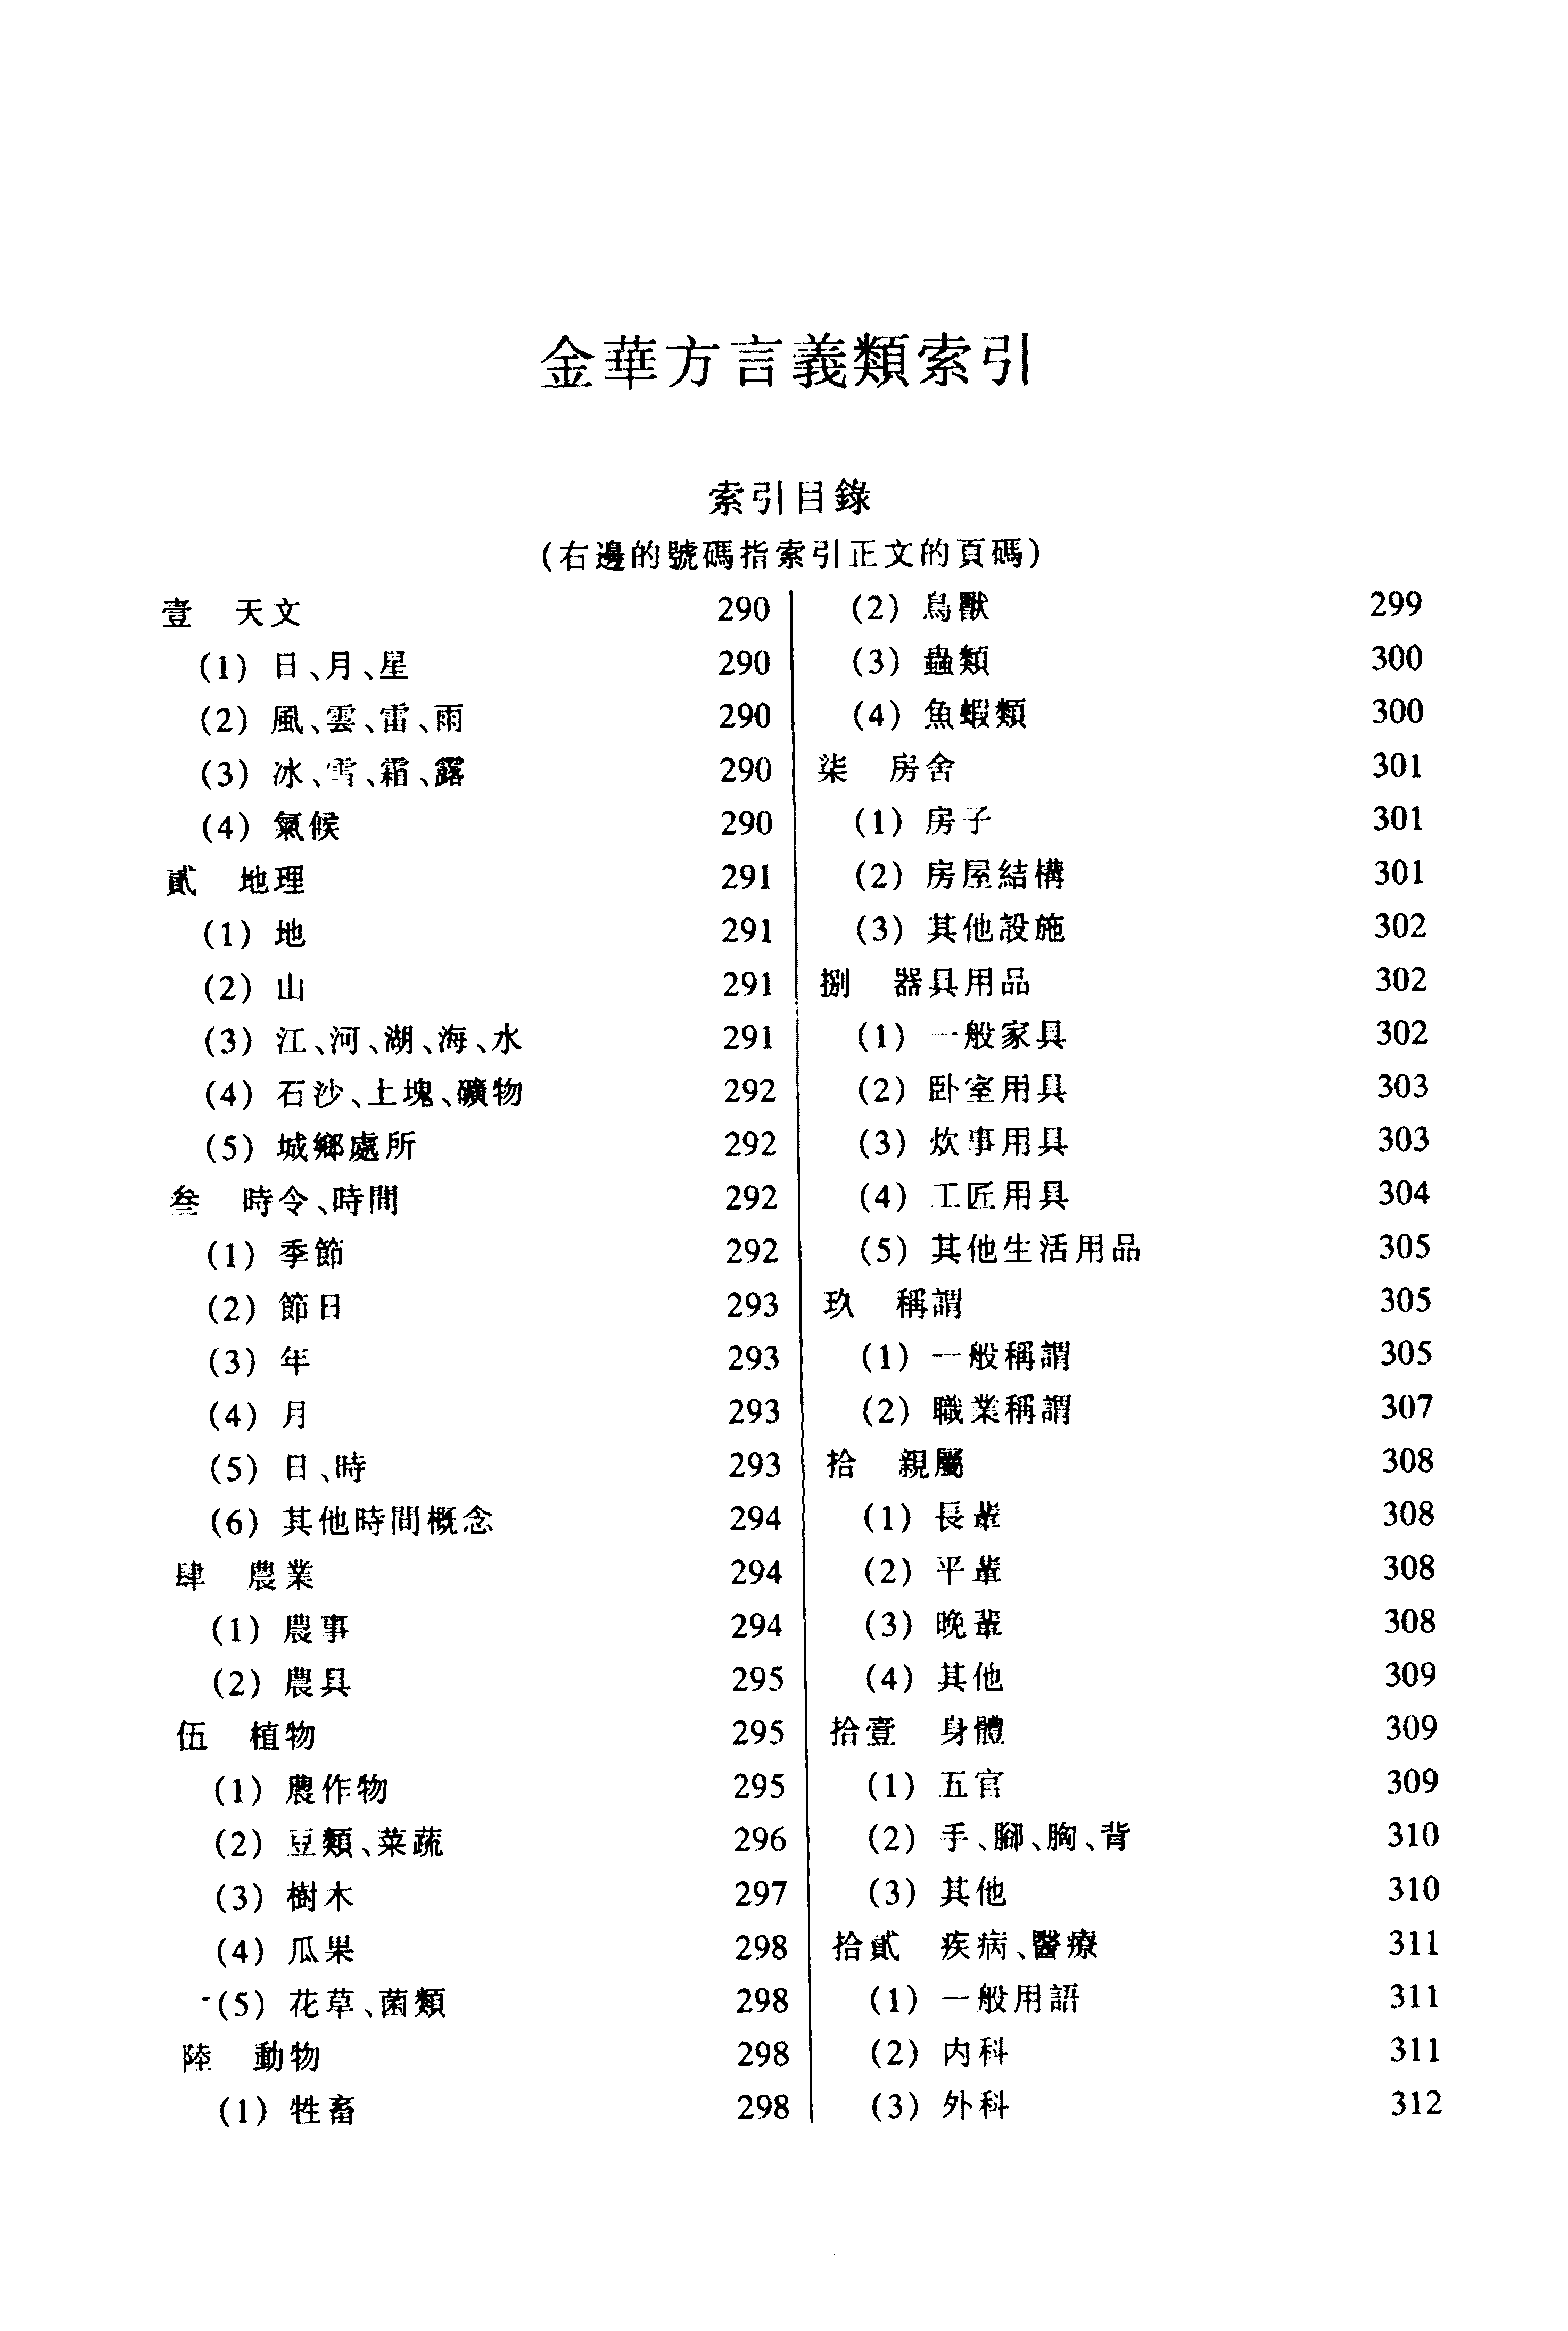 金華方言義類索引
索引目錄
(右邊的號碼指索引正文的頁碼)
壹 天文 290
(1) 日、月、星 290
(2) 風、雲、雷、雨 290
(3) 冰、雪、霜、露 290
(4) 氣候 290
貳 地理 291
(1) 地 291
(2) 山 291
(3) 江、河、湖、海、水 291
(4) 石沙、土塊、礦物 292
(5) 城鄉處所 292
叁 時令、時間 292
(1) 季節 292
(2) 節日 293
(3) 年 293
(4) 月 293
(5) 日、時 293
(6) 其他時間概念 294
肆 農業 294
(1) 農事 294
(2) 農具 295
伍 植物 295
(1) 農作物 295
(2) 豆類、菜蔬 296
(3) 樹木 297
(4) 瓜果 298
(5) 花草、菌類 298
陸 動物 298
(1) 牲畜 298
(2) 鳥獸 299
(3) 蟲類 300
(4) 魚蝦類 300
柒 房舍 301
(1) 房子 301
(2) 房屋結構 301
(3) 其他設施 302
捌 器具用品 302
(1) 一般家具 302
(2) 卧室用具 303
(3) 炊事用具 303
(4) 工匠用具 304
(5) 其他生活用品 305
玖 稱謂 305
(1) 一般稱謂 305
(2) 職業稱謂 307
拾 親屬 308
(1) 長輩 308
(2) 平輩 308
(3) 晚輩 308
(4) 其他 309
拾壹 身體 309
(1) 五官 309
(2) 手、腳、胸、背 310
(3) 其他 310
拾貳 疾病、醫療 311
(1) 一般用語 311
(2) 内科 311
(3) 外科 312